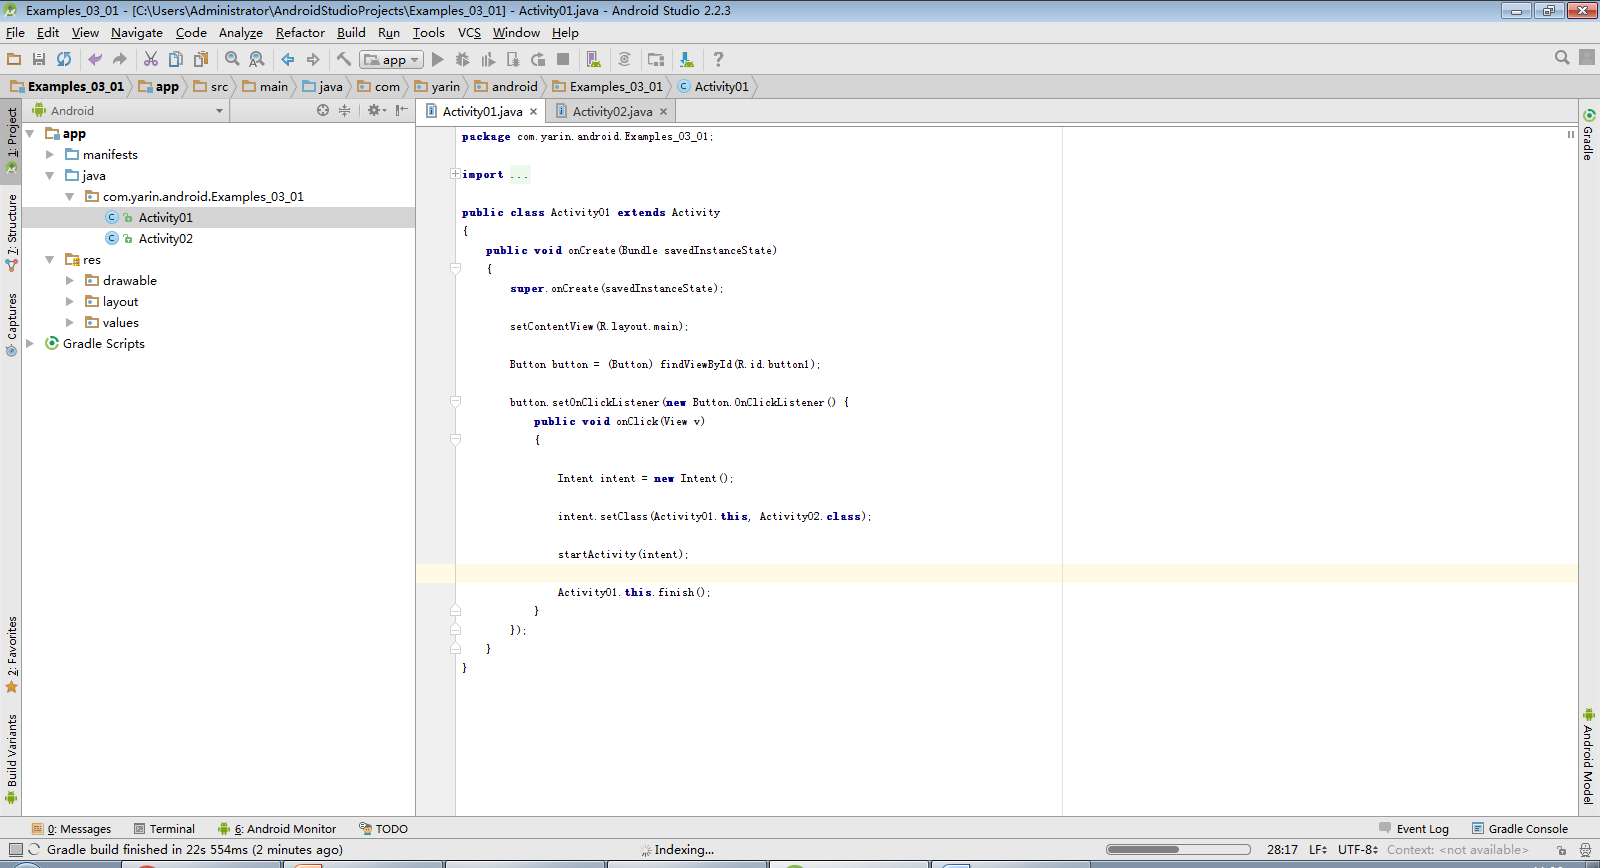 Examples_03_01 - [C:\Users\Administrator\AndroidStudioProjects\Examples_03_01] - Activity01.java - Android Studio 2.2.3
File Edit View Navigate Code Analyze Refactor Build Run Tools VCS Window Help
app
Examples_03_01 app src main java com yarin android Examples_03_01 Activity01
Android
Activity01.java Activity02.java
1: Project
7: Structure
Captures
2: Favorites
Build Variants
app
manifests
java
com.yarin.android.Examples_03_01
Activity01
Activity02
res
drawable
layout
values
Gradle Scripts
package com.yarin.android.Examples_03_01;
import ...
public class Activity01 extends Activity
{
public void onCreate(Bundle savedInstanceState)
{
super.onCreate(savedInstanceState);
setContentView(R.layout.main);
Button button = (Button) findViewById(R.id.button1);
button.setOnClickListener(new Button.OnClickListener() {
public void onClick(View v)
{
Intent intent = new Intent();
intent.setClass(Activity01.this, Activity02.class);
startActivity(intent);
Activity01.this.finish();
}
});
}
}
Gradle
Android Model
0: Messages Terminal 6: Android Monitor TODO Event Log Gradle Console
Gradle build finished in 22s 554ms (2 minutes ago) Indexing... 28:17 LF UTF-8 Context: <not available>